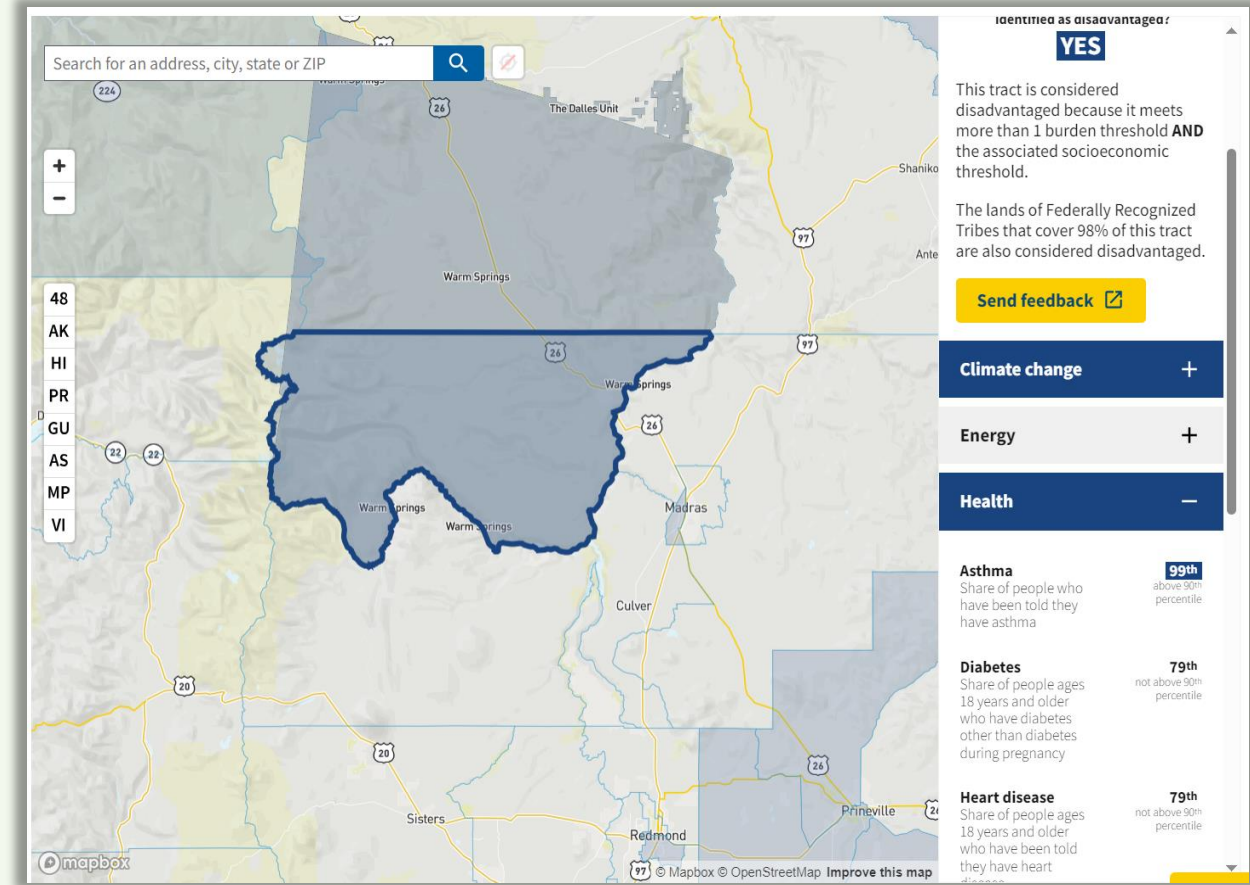 Search for an address, city, state or ZIP
Warm Springs
224
26
The Dalles Unit
Shaniko
97
Ante
Warm Springs
+
−
48
AK
HI
PR
GU
AS
MP
VI
26
97
Warm Springs
26
22
22
Warm Springs
Warm Springs
Madras
Culver
20
20
26
Sisters
Prineville
26
Redmond
97
mapbox
© Mapbox © OpenStreetMap Improve this map
Identified as disadvantaged?
YES
This tract is considered
disadvantaged because it meets
more than 1 burden threshold AND
the associated socioeconomic
threshold.
The lands of Federally Recognized
Tribes that cover 98% of this tract
are also considered disadvantaged.
Send feedback
Climate change +
Energy +
Health −
Asthma 99th
Share of people who
have been told they
have asthma
above 90th
percentile
Diabetes 79th
Share of people ages
18 years and older
who have diabetes
other than diabetes
during pregnancy
not above 90th
percentile
Heart disease 79th
Share of people ages
18 years and older
who have been told
they have heart
disease
not above 90th
percentile